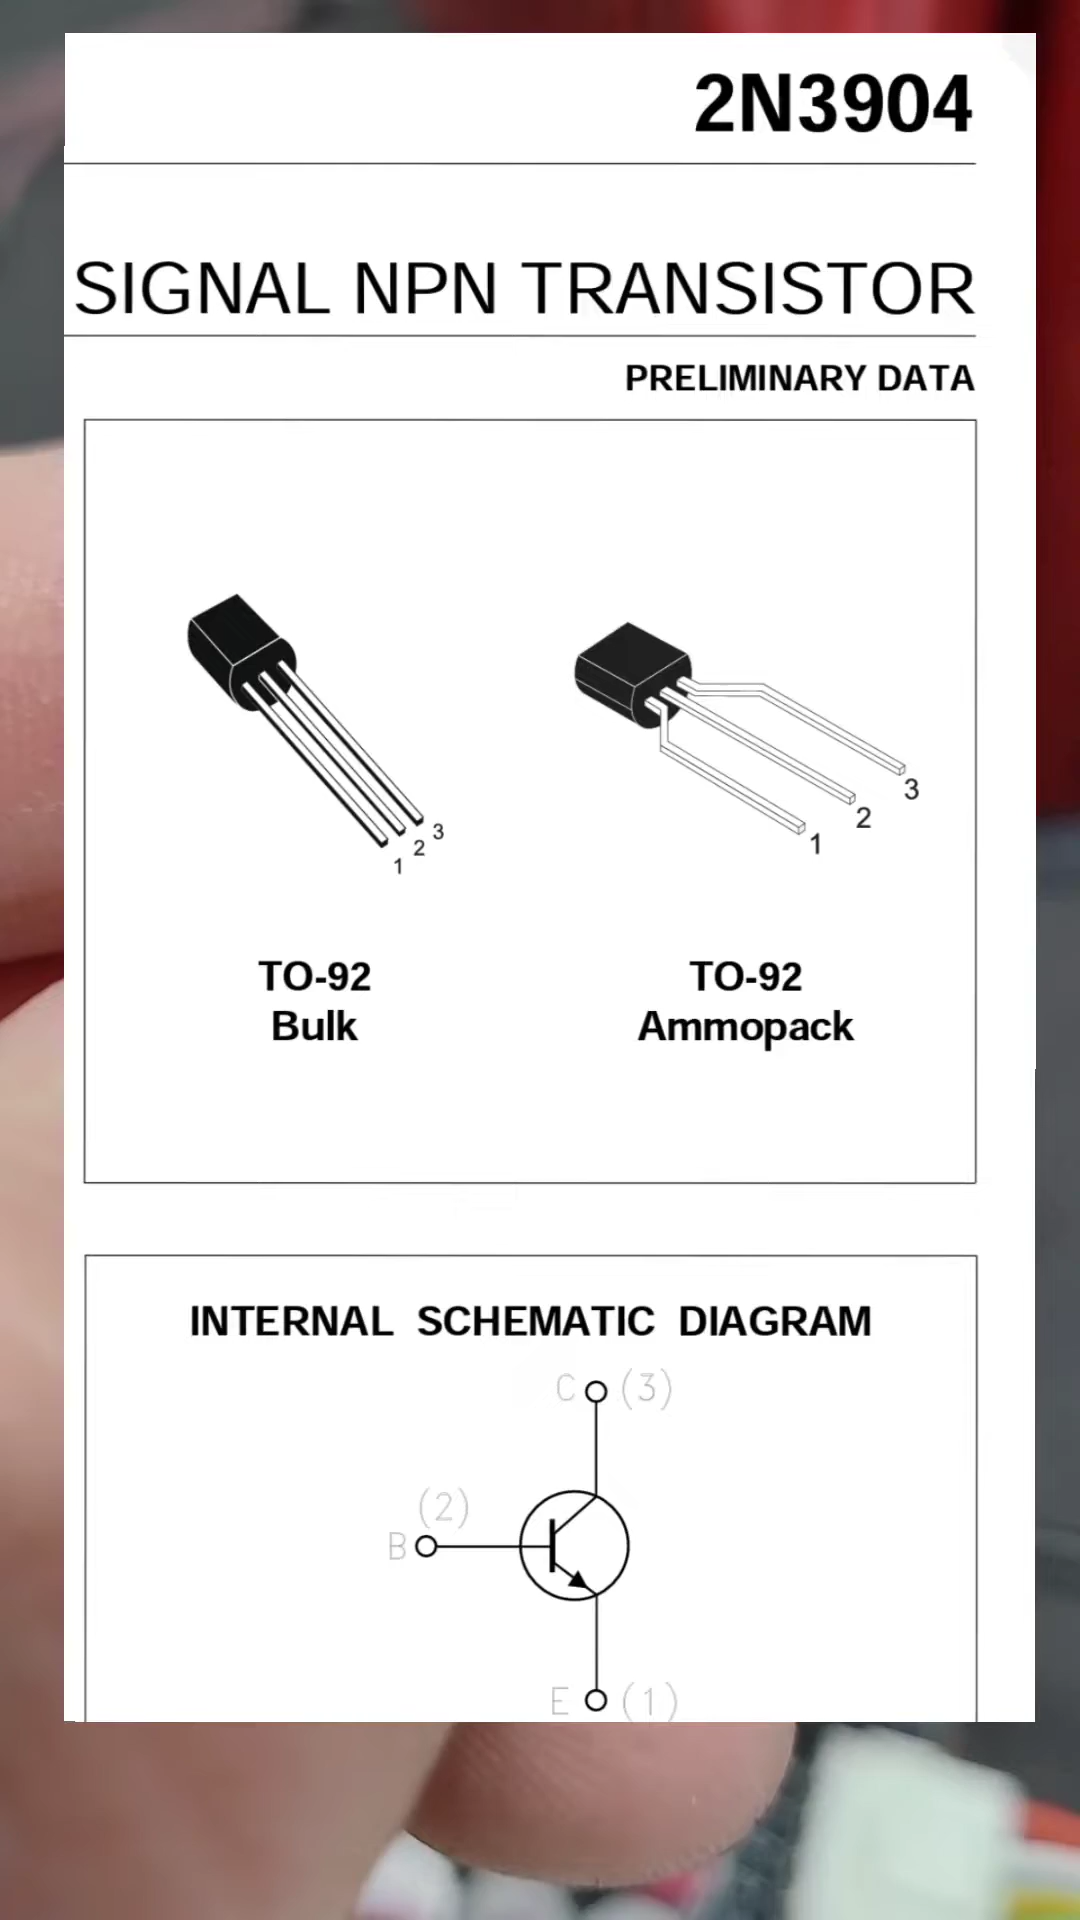 2N3904
SIGNAL NPN TRANSISTOR
PRELIMINARY DATA
1
2
3
1
2
3
TO-92
Bulk
TO-92
Ammopack
INTERNAL SCHEMATIC DIAGRAM
C (3)
(2)
B
E (1)